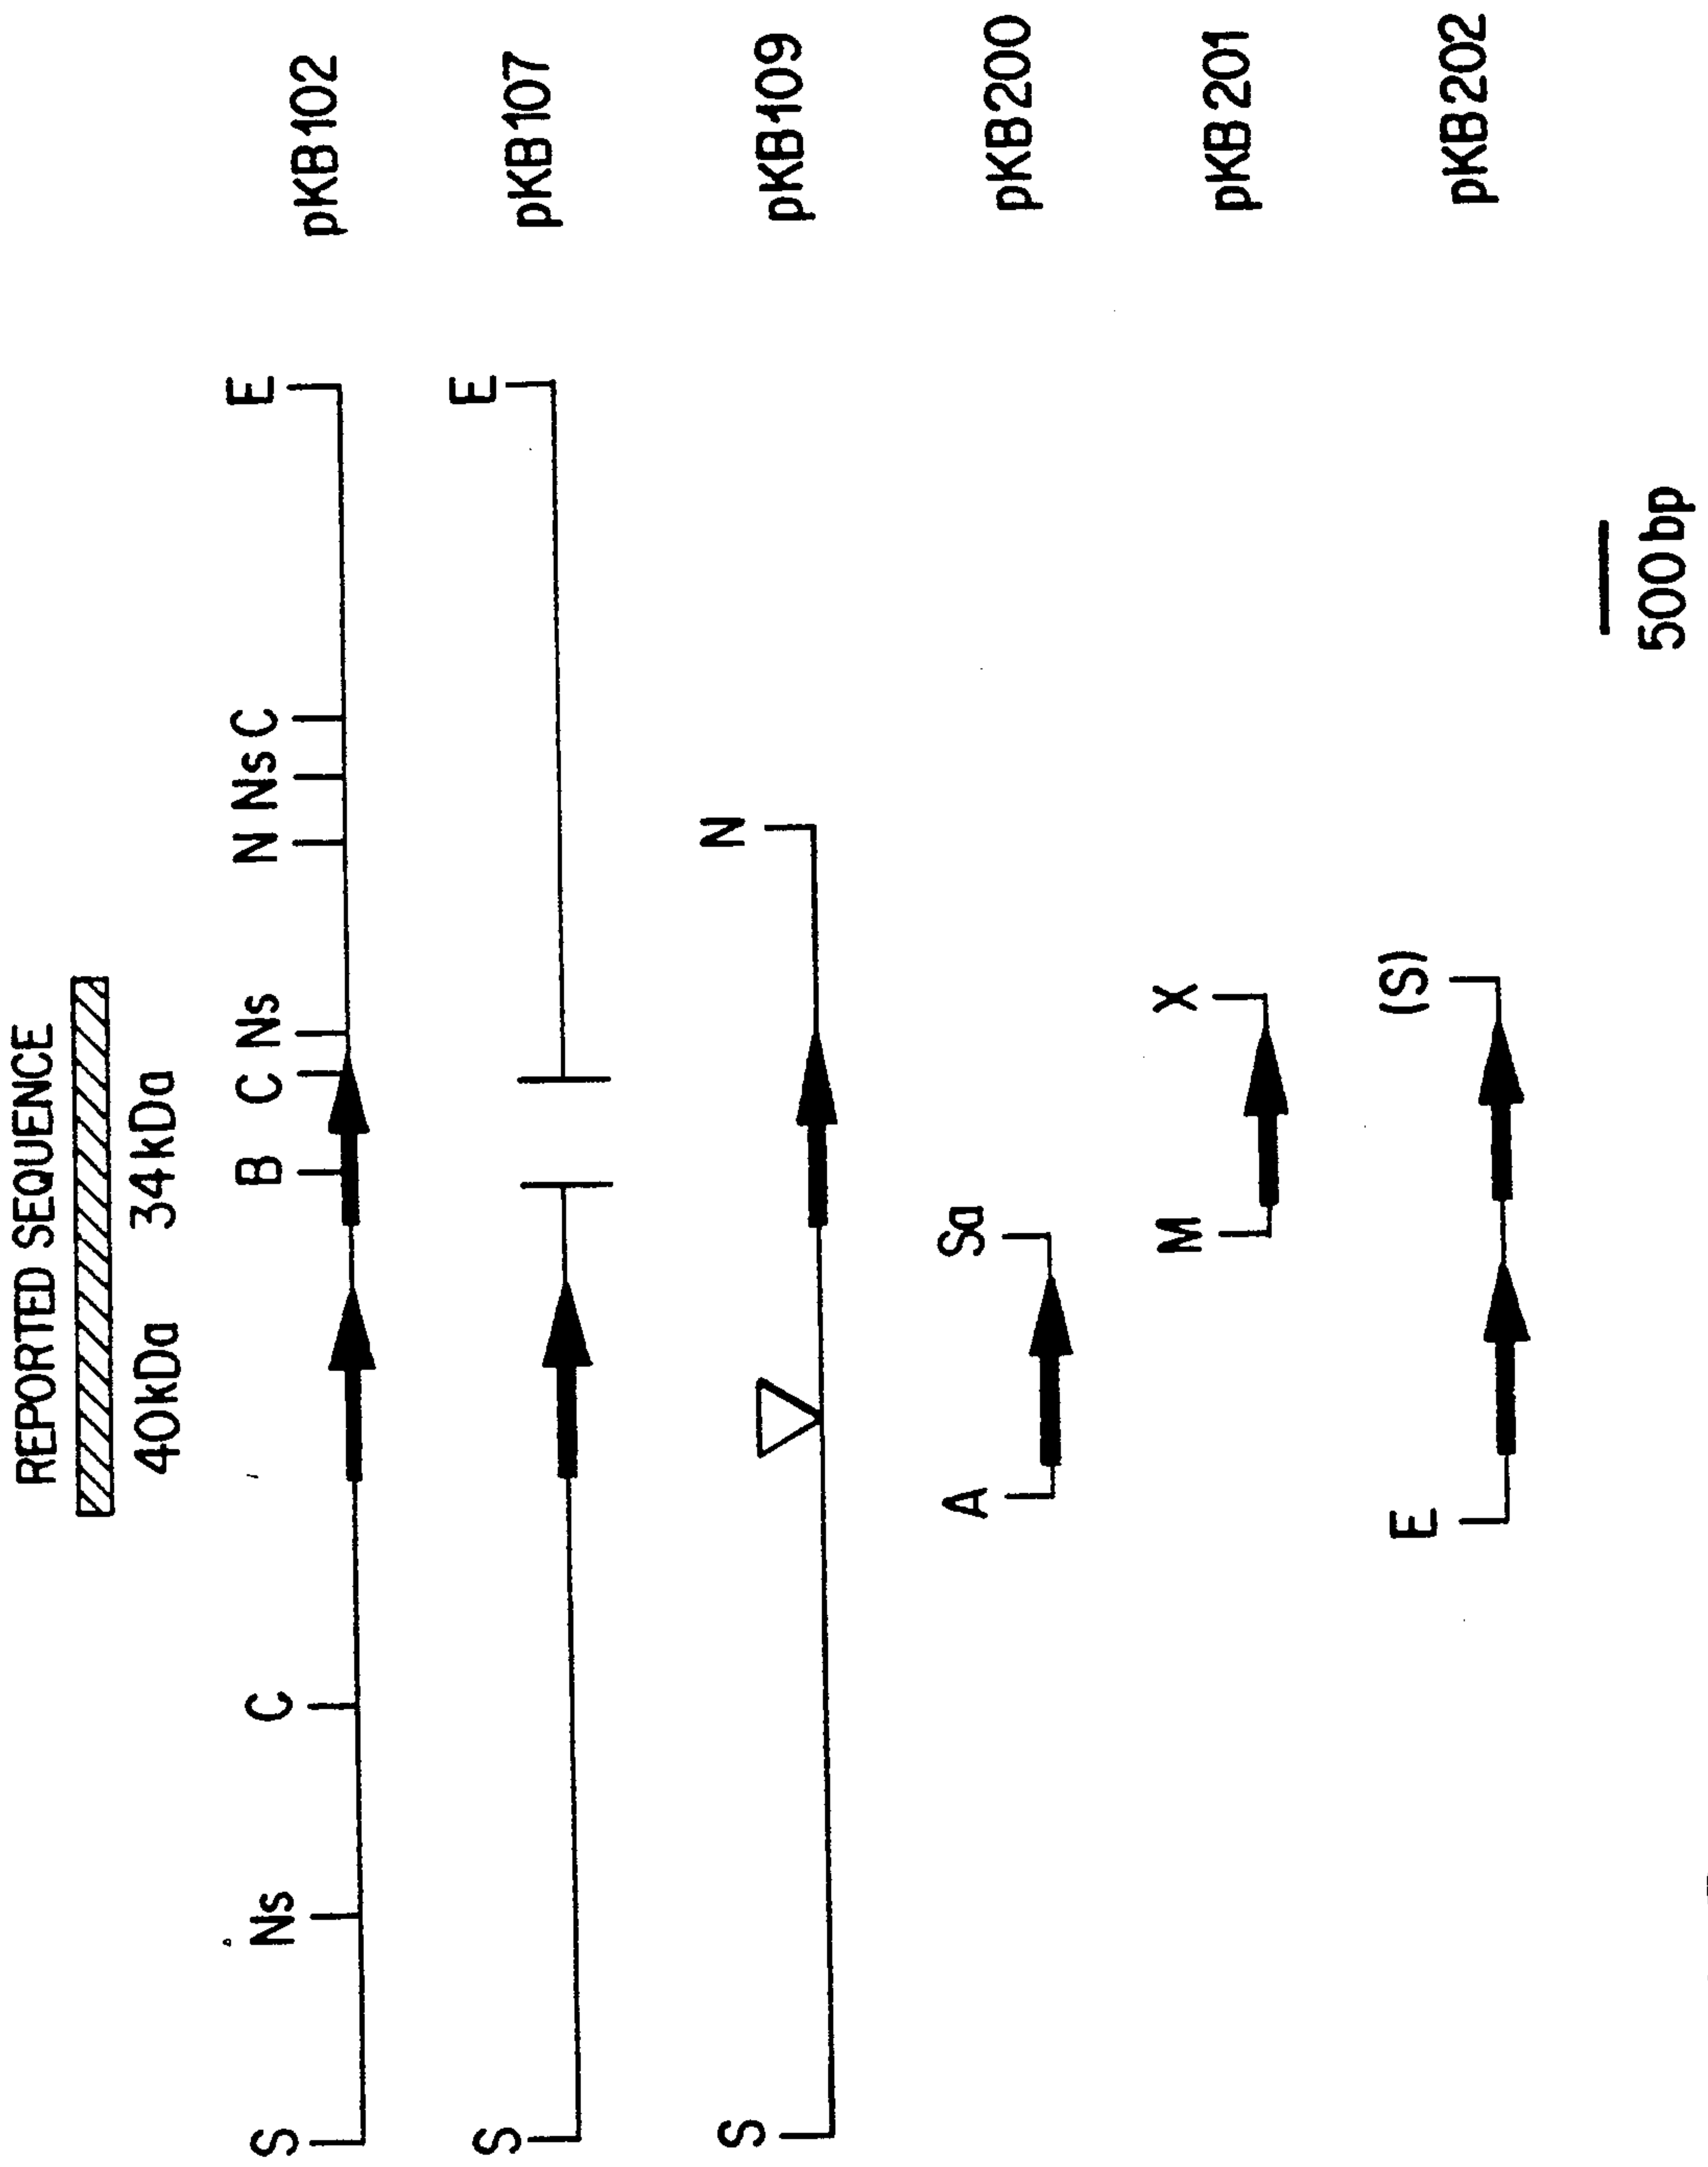 REPORTED SEQUENCE
40kDa 34kDa
S Ns C B C Ns N Ns C E pKB102
S E pKB107
S N pKB109
A Sa pKB200
M X pKB201
E (S) pKB202
500bp